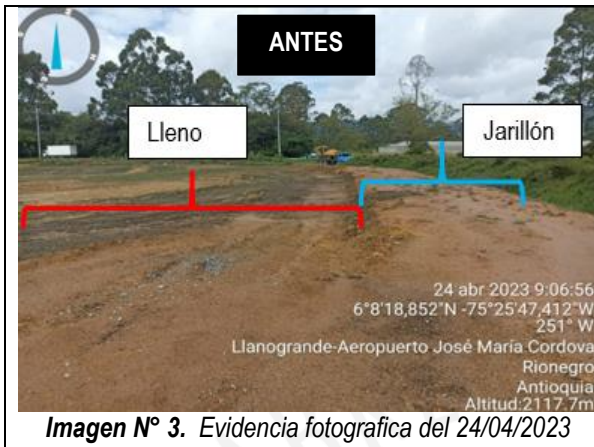 ANTES
Lleno
Jarillón
24 abr 2023 9:06:56
6°8'18,852"N -75°25'47,412"W
251° W
Llanogrande-Aeropuerto José María Cordova
Rionegro
Antioquia
Altitud:2117.7m
Imagen N° 3. Evidencia fotografica del 24/04/2023